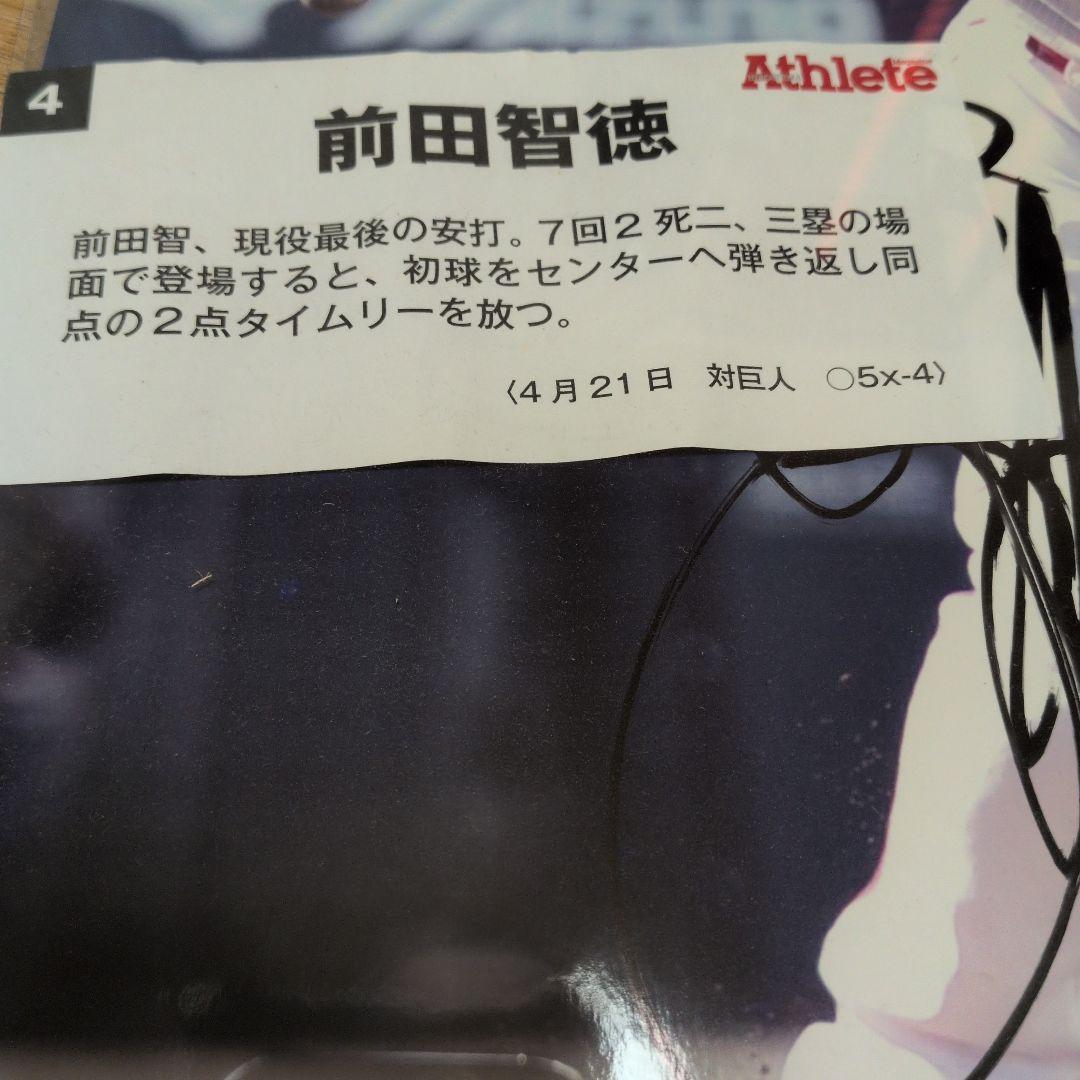 4
Athlete
前田智徳
前田智、現役最後の安打。7回2死二、三塁の場
面で登場すると、初球をセンターへ弾き返し同
点の2点タイムリーを放つ。
〈4月21日 対巨人 ○5x-4〉